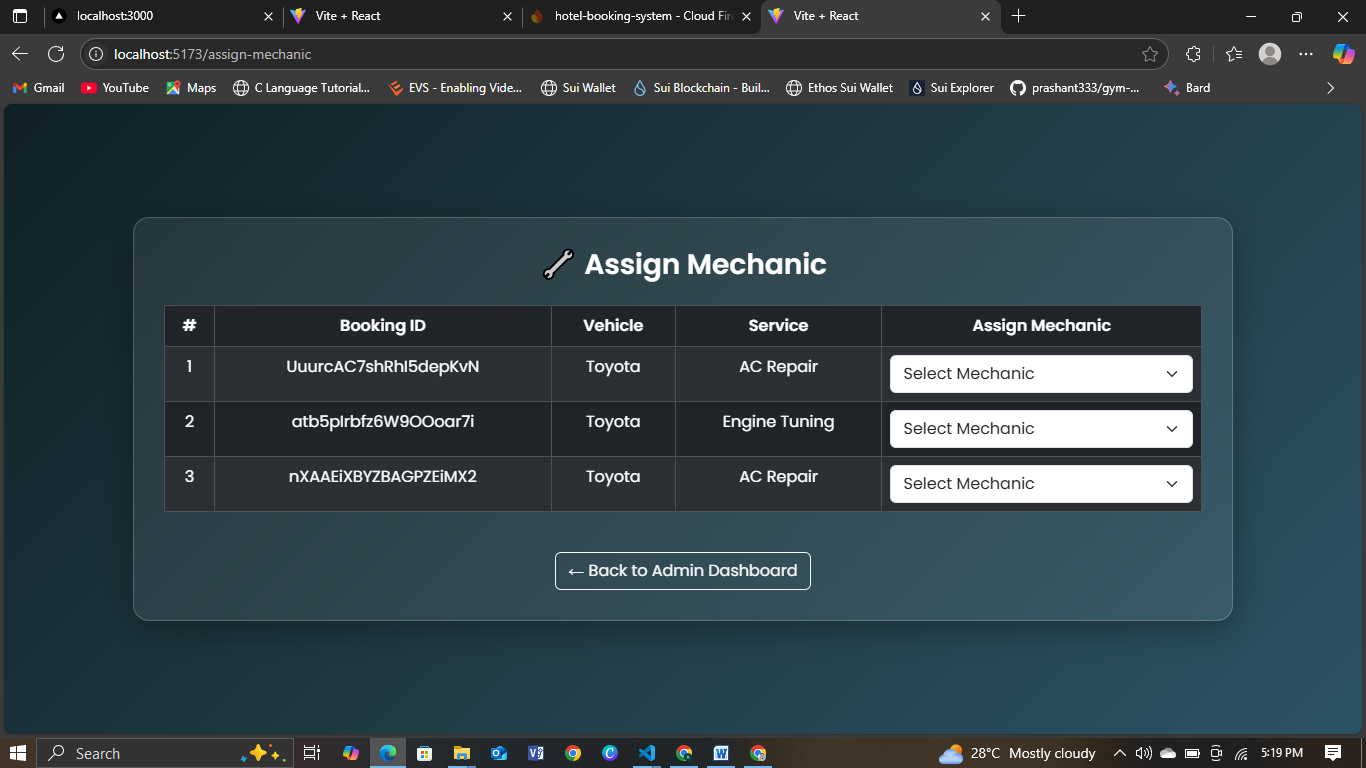 localhost:3000
Vite + React
hotel-booking-system - Cloud Fir
Vite + React
localhost:5173/assign-mechanic
Gmail
YouTube
Maps
C Language Tutorial...
EVS - Enabling Vide...
Sui Wallet
Sui Blockchain - Buil...
Ethos Sui Wallet
Sui Explorer
prashant333/gym-...
Bard
Assign Mechanic
# Booking ID Vehicle Service Assign Mechanic
1 UuurcAC7shRhI5depKvN Toyota AC Repair Select Mechanic
2 atb5pIrbfz6W9OOoar7i Toyota Engine Tuning Select Mechanic
3 nXAAEiXBYZBAGPZEiMX2 Toyota AC Repair Select Mechanic
← Back to Admin Dashboard
Search
28°C Mostly cloudy
5:19 PM